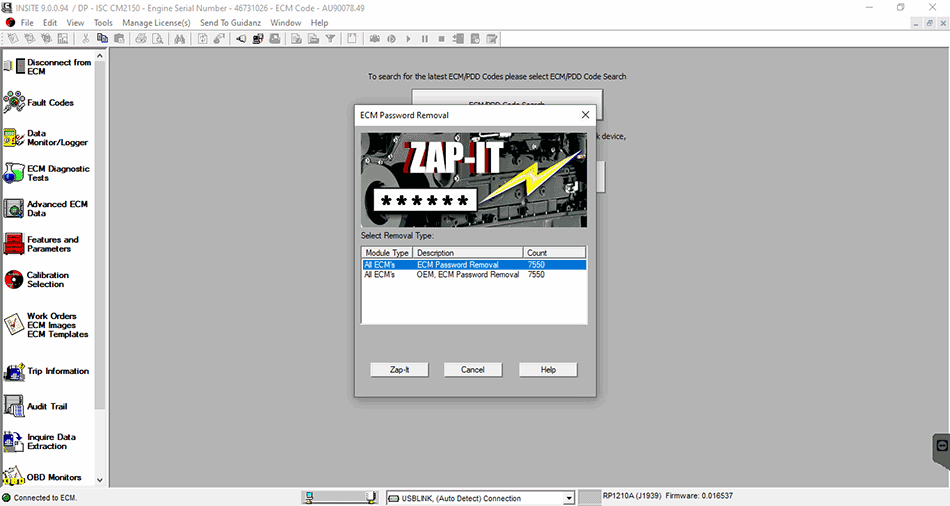 INSITE 9.0.0.94 / DP - ISC CM2150 - Engine Serial Number - 46731026 - ECM Code - AU90078.49
File Edit View Tools Manage License(s) Send To Guidanz Window Help
Disconnect from
ECM
Fault Codes
Data
Monitor/Logger
ECM Diagnostic
Tests
Advanced ECM
Data
Features and
Parameters
Calibration
Selection
Work Orders
ECM Images
ECM Templates
Trip Information
Audit Trail
Inquire Data
Extraction
OBD Monitors
To search for the latest ECM/PDD Codes please select ECM/PDD Code Search
ECM/PDD Code Search
device,
ECM Password Removal
ZAP-IT
******
Select Removal Type:
Module Type Description Count
All ECM's ECM Password Removal 7550
All ECM's OEM, ECM Password Removal 7550
Zap-It Cancel Help
Connected to ECM.
USBLINK, (Auto Detect) Connection
RP1210A (J1939) Firmware: 0.016537